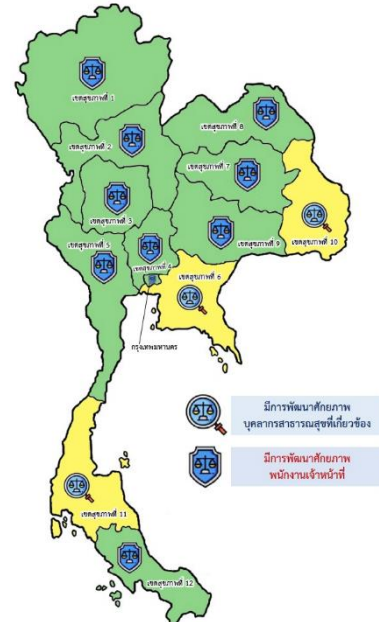 เขตสุขภาพที่ 1
เขตสุขภาพที่ 2
เขตสุขภาพที่ 8
เขตสุขภาพที่ 7
เขตสุขภาพที่ 3
เขตสุขภาพที่ 5
เขตสุขภาพที่ 4
เขตสุขภาพที่ 9
เขตสุขภาพที่ 10
เขตสุขภาพที่ 6
กรุงเทพมหานคร
มีการพัฒนาศักยภาพ
บุคลากรสาธารณสุขที่เกี่ยวข้อง
มีการพัฒนาศักยภาพ
พนักงานเจ้าหน้าที่
เขตสุขภาพที่ 11
เขตสุขภาพที่ 12